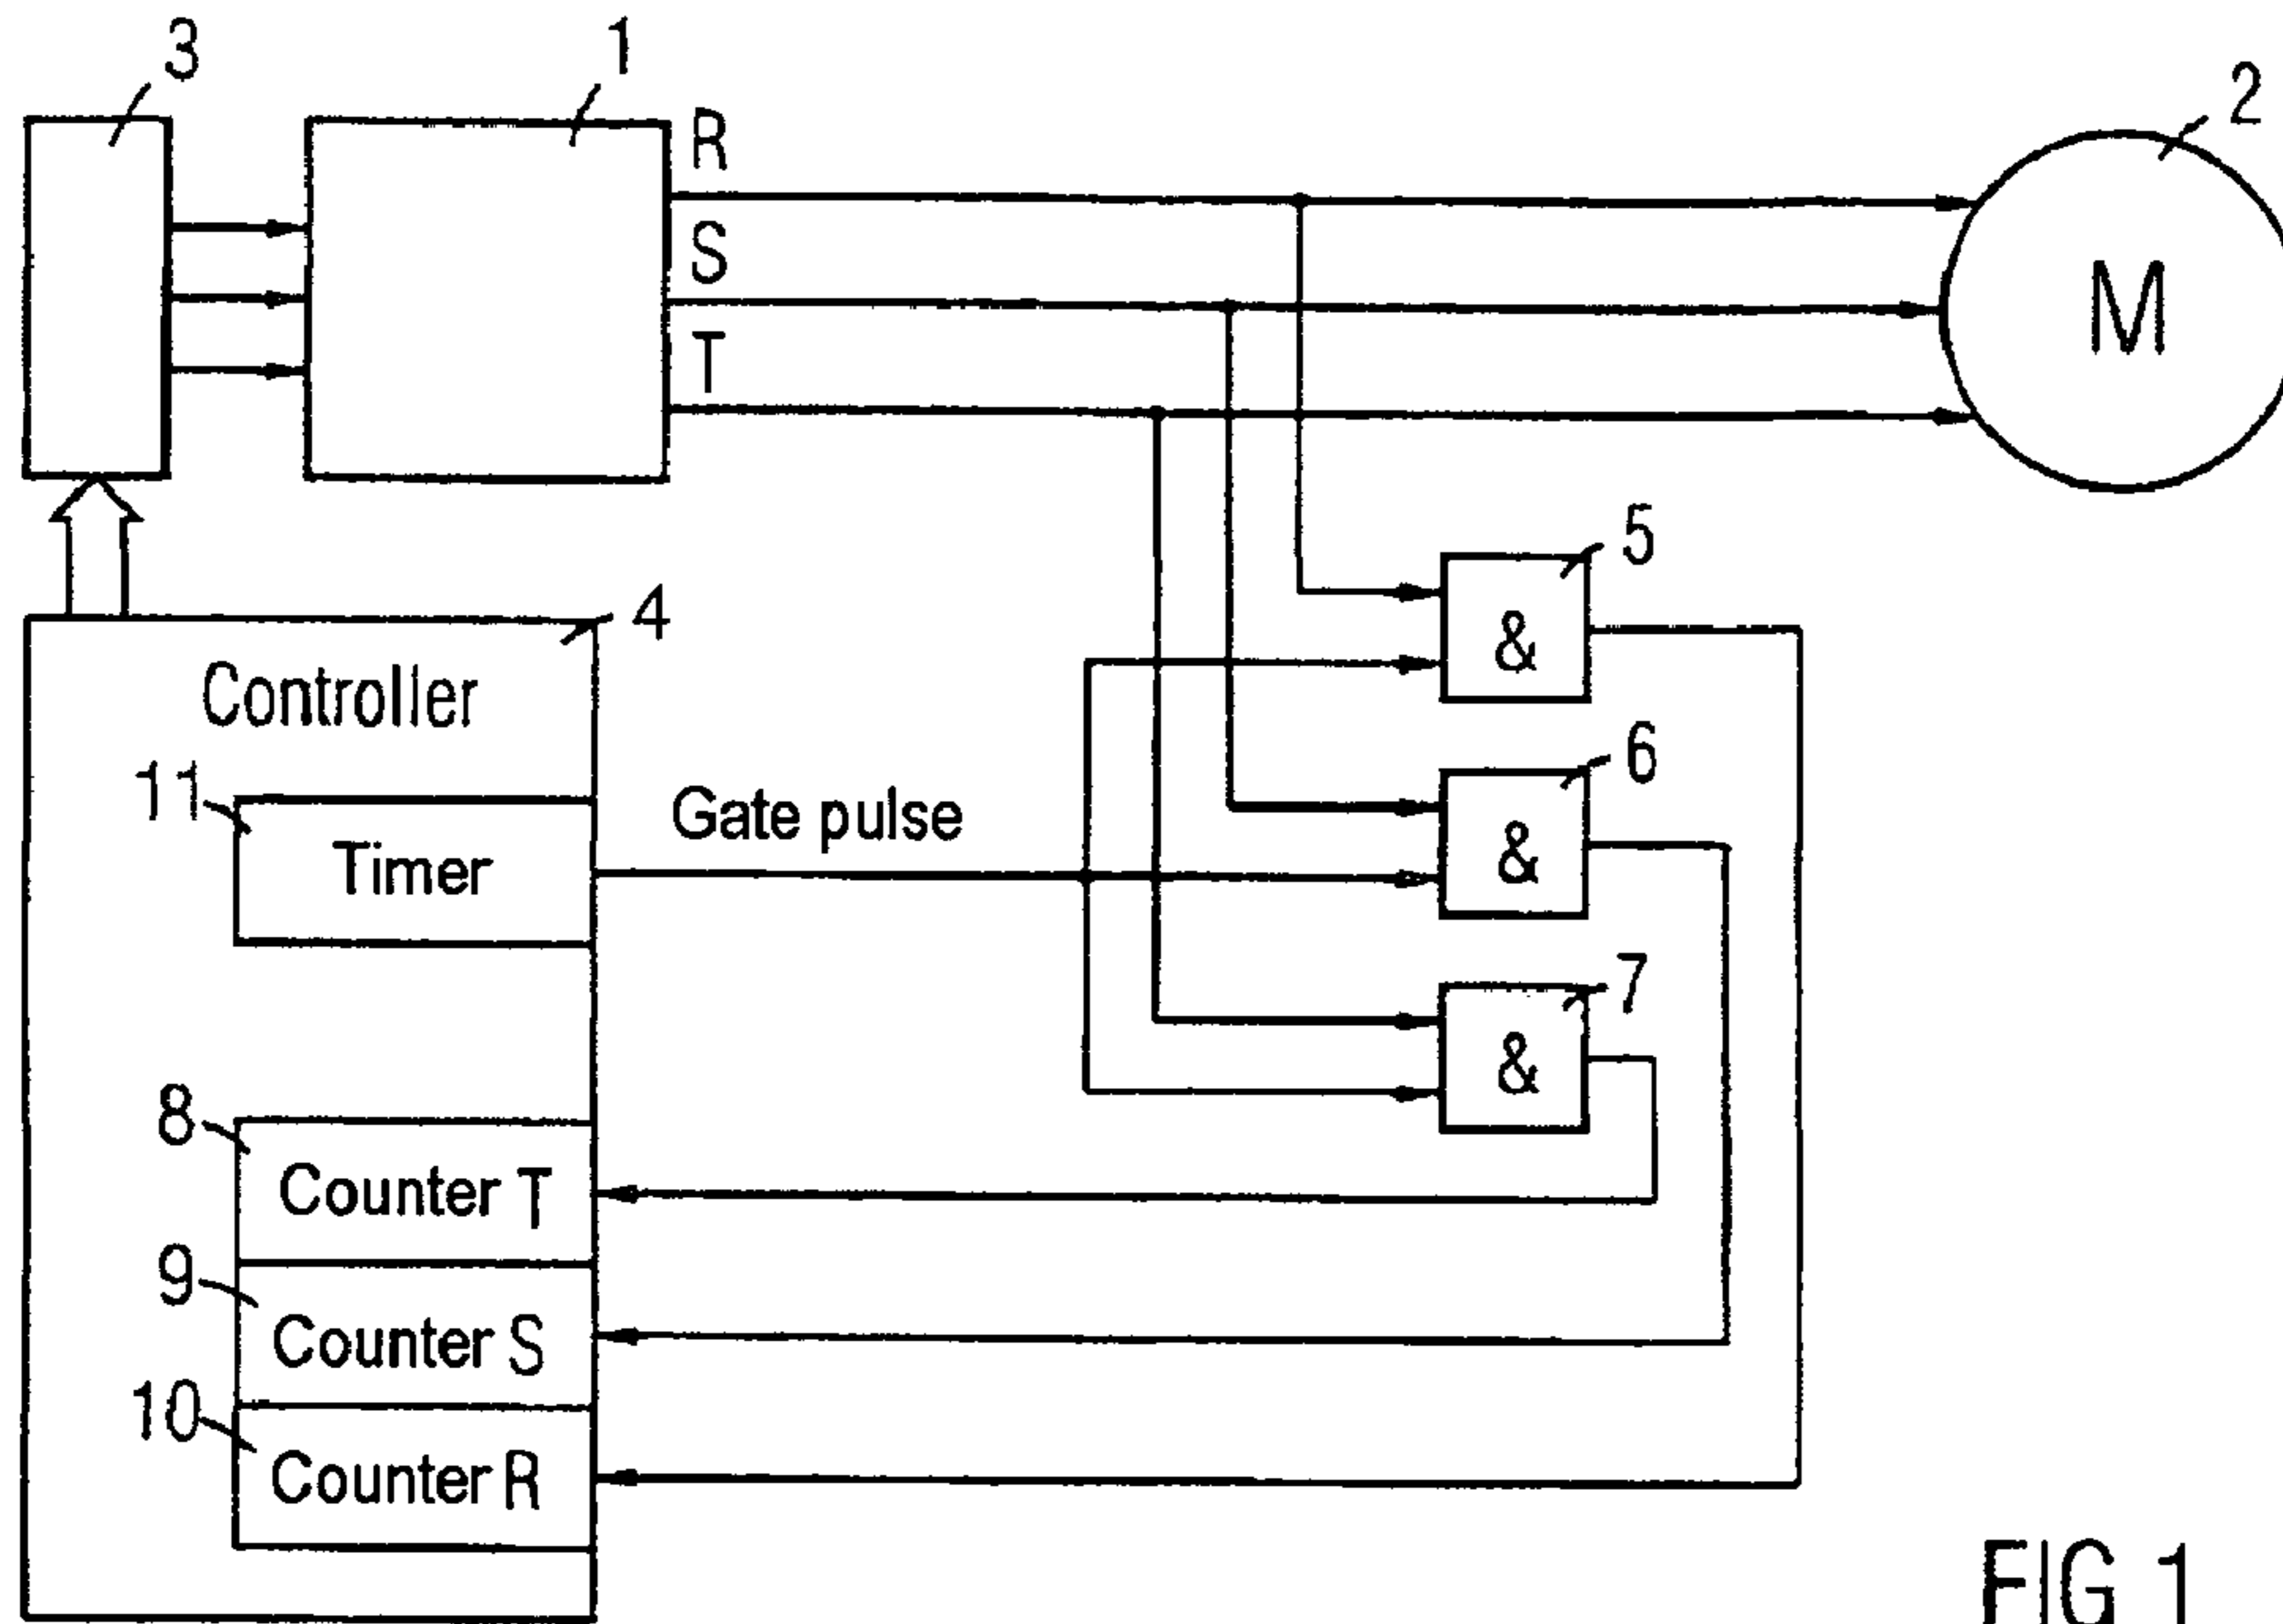 3
1
2
R
S
T
M
5
&
4
Controller
6
&
11
Timer
Gate pulse
7
&
8
Counter T
9
Counter S
10
Counter R
FIG 1